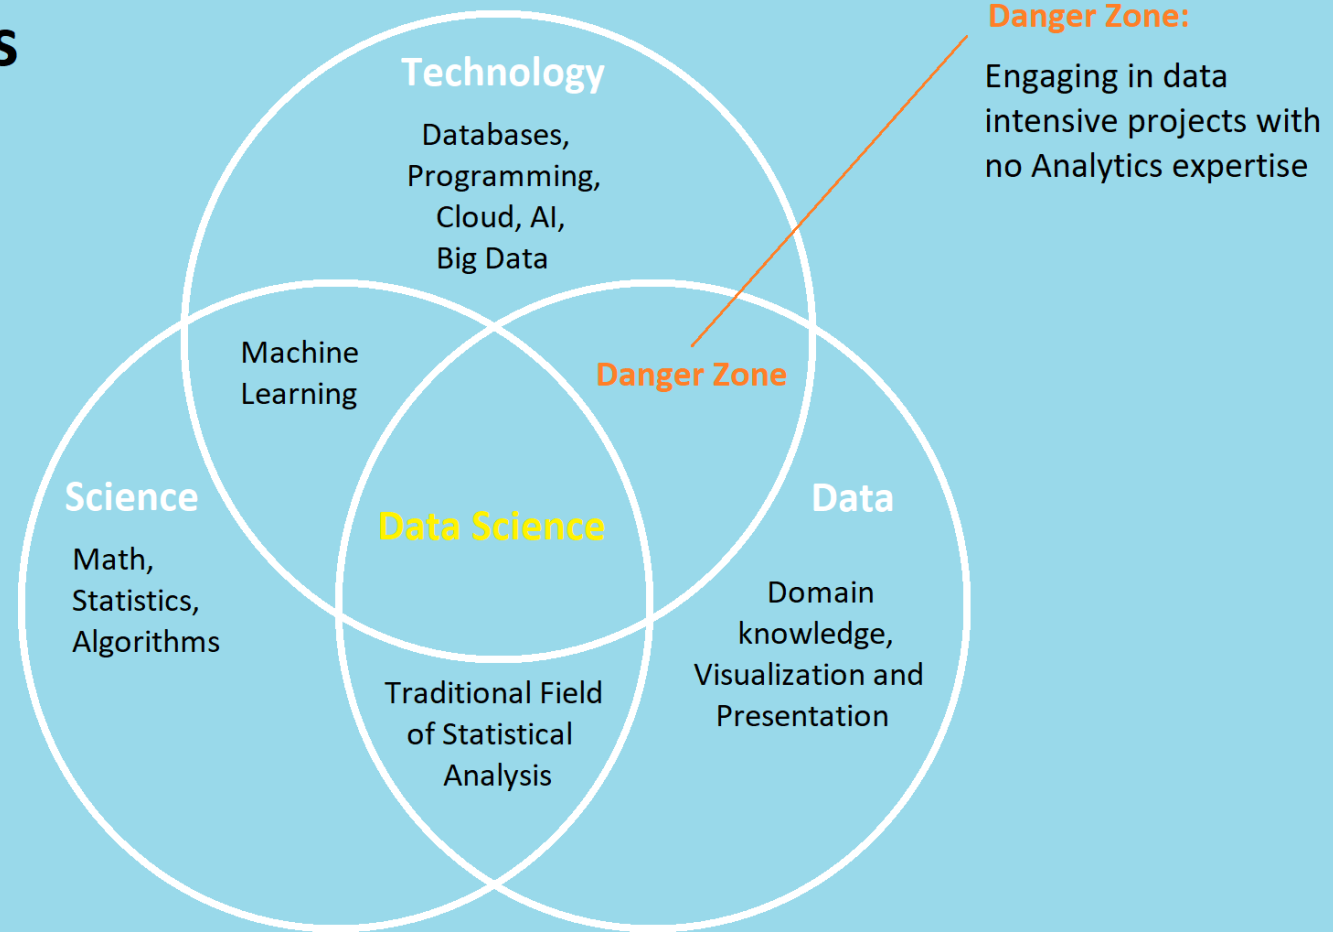 s
Danger Zone:
Engaging in data
intensive projects with
no Analytics expertise
Technology
Databases,
Programming,
Cloud, AI,
Big Data
Machine
Learning
Danger Zone
Science
Math,
Statistics,
Algorithms
Data Science
Data
Domain
knowledge,
Visualization and
Presentation
Traditional Field
of Statistical
Analysis